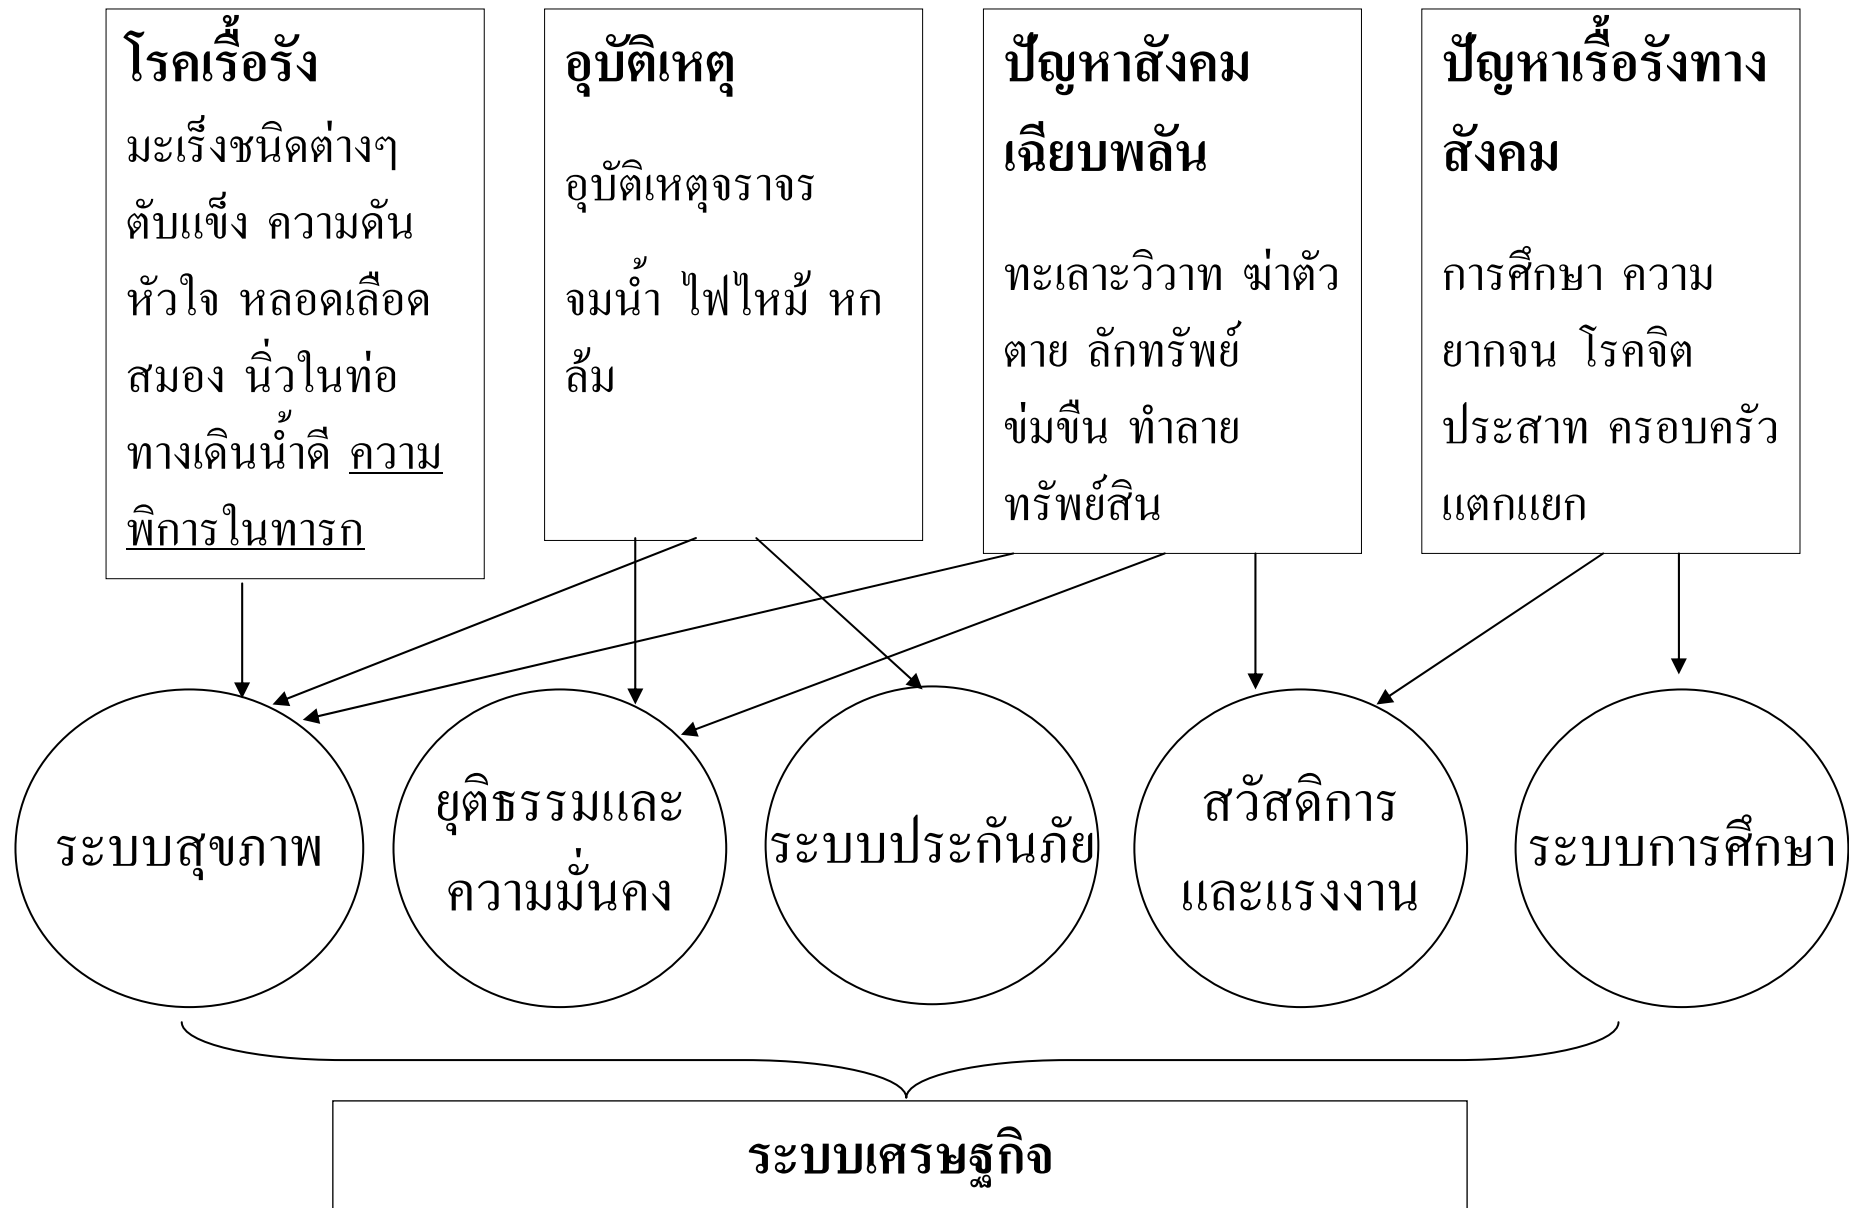 โรคเรื้อรัง
มะเร็งชนิดต่างๆ
ตับแข็ง ความดัน
หัวใจ หลอดเลือด
สมอง นิ่วในท่อ
ทางเดินน้ำดี ความ
พิการในทารก
อุบัติเหตุ
อุบัติเหตุจราจร
จมน้ำ ไฟไหม้ หก
ล้ม
ปัญหาสังคม
เฉียบพลัน
ทะเลาะวิวาท ฆ่าตัว
ตาย ลักทรัพย์
ข่มขืน ทำลาย
ทรัพย์สิน
ปัญหาเรื้อรังทาง
สังคม
การศึกษา ความ
ยากจน โรคจิต
ประสาท ครอบครัว
แตกแยก
ระบบสุขภาพ
ยุติธรรมและ
ความมั่นคง
ระบบประกันภัย
สวัสดิการ
และแรงงาน
ระบบการศึกษา
ระบบเศรษฐกิจ